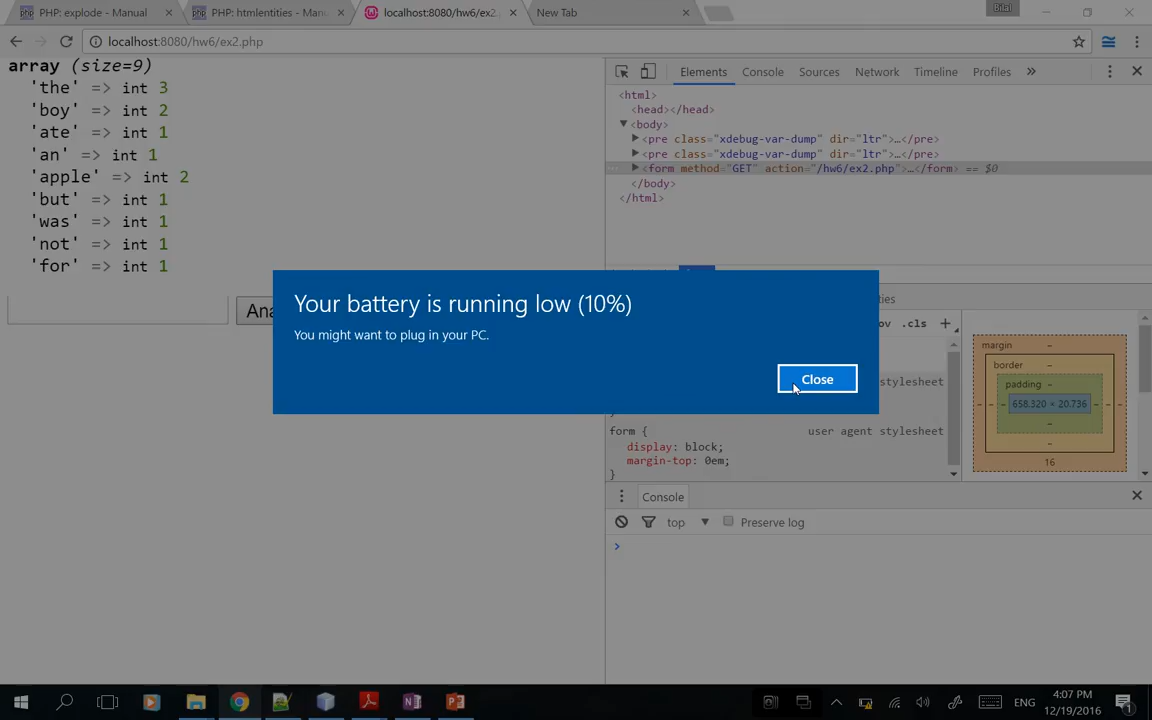 PHP: explode - Manual
PHP: htmlentities - Manu
localhost:8080/hw6/ex2.
New Tab
Bilal
localhost:8080/hw6/ex2.php
array (size=9)
'the' => int 3
'boy' => int 2
'ate' => int 1
'an' => int 1
'apple' => int 2
'but' => int 1
'was' => int 1
'not' => int 1
'for' => int 1
Ana
Elements Console Sources Network Timeline Profiles »
<html>
<head></head>
<body>
<pre class="xdebug-var-dump" dir="ltr">…</pre>
<pre class="xdebug-var-dump" dir="ltr">…</pre>
<form method="GET" action="/hw6/ex2.php">…</form> == $0
</body>
</html>
Your battery is running low (10%)
You might want to plug in your PC.
Close
ties
ov .cls +
stylesheet
}
form { user agent stylesheet
display: block;
margin-top: 0em;
}
margin –
border –
padding –
– – – 658.320 × 20.736 – – –
–
–
16
Console
top
Preserve log
>
ENG
4:07 PM
12/19/2016
1